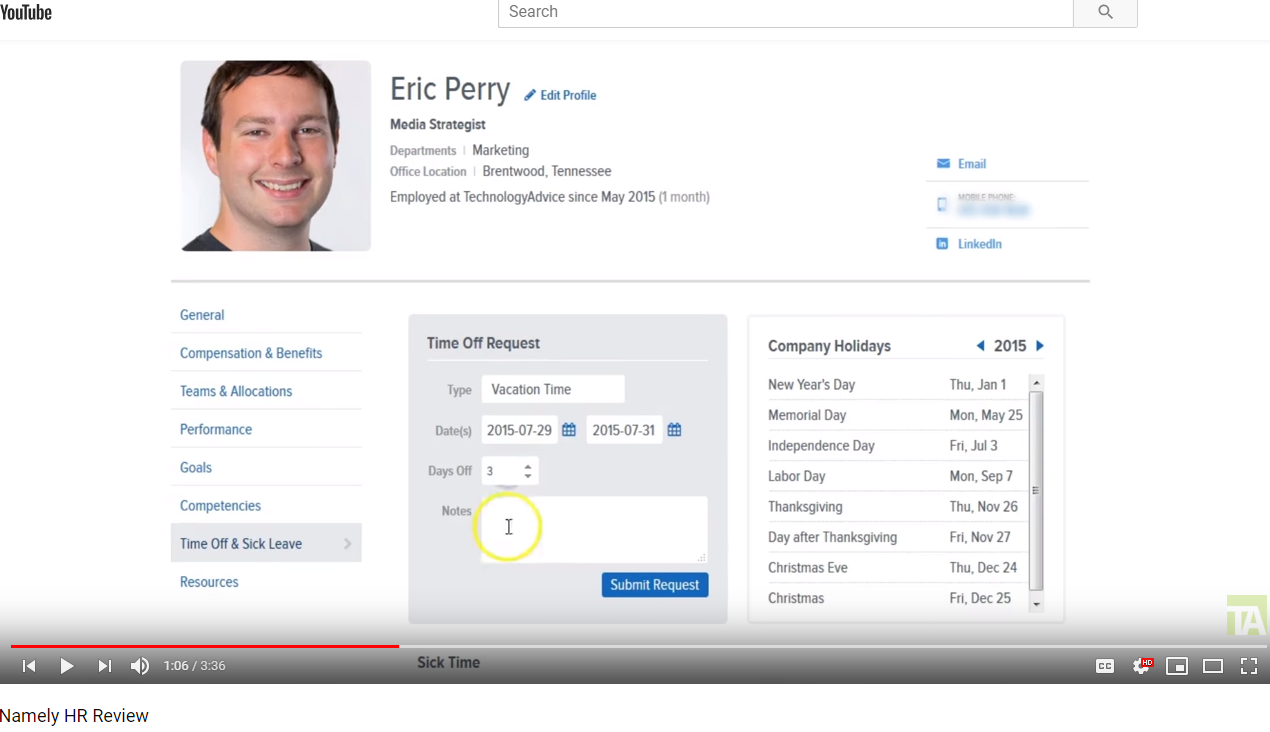 YouTube
Search
Eric Perry Edit Profile
Media Strategist
Departments Marketing
Office Location Brentwood, Tennessee
Employed at TechnologyAdvice since May 2015 (1 month)
Email
MOBILE PHONE:
LinkedIn
General
Compensation & Benefits
Teams & Allocations
Performance
Goals
Competencies
Time Off & Sick Leave
Resources
Time Off Request
Type Vacation Time
Date(s) 2015-07-29 2015-07-31
Days Off 3
Notes
Submit Request
Company Holidays 2015
New Year's Day Thu, Jan 1
Memorial Day Mon, May 25
Independence Day Fri, Jul 3
Labor Day Mon, Sep 7
Thanksgiving Thu, Nov 26
Day after Thanksgiving Fri, Nov 27
Christmas Eve Thu, Dec 24
Christmas Fri, Dec 25
TA
Sick Time
1:06 / 3:36
CC
HD
Namely HR Review